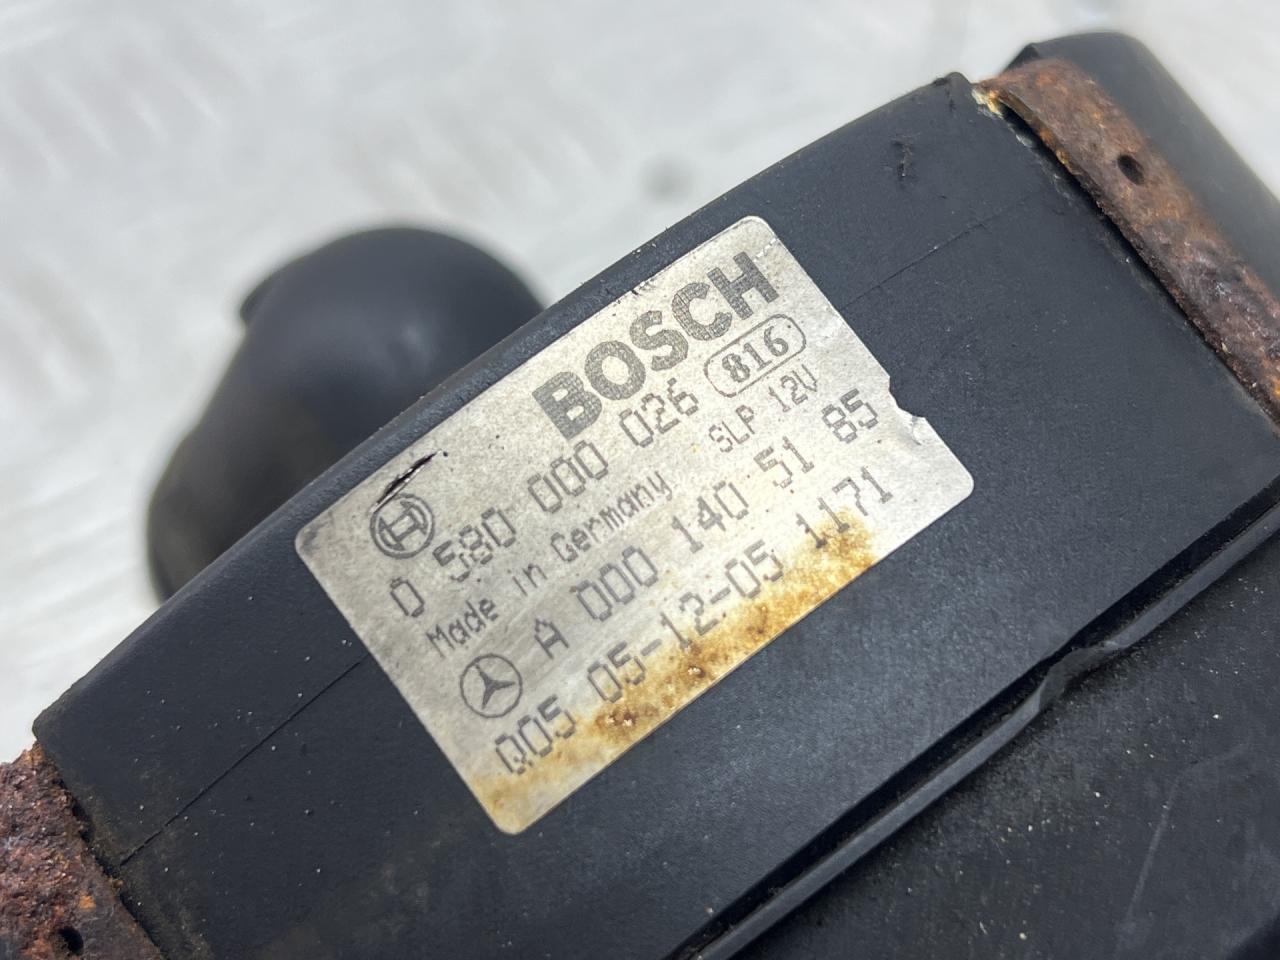 BOSCH
0 580 000 026 816
Made in Germany SLP 12V
A 000 140 51 85
Q05 05-12-05 1171